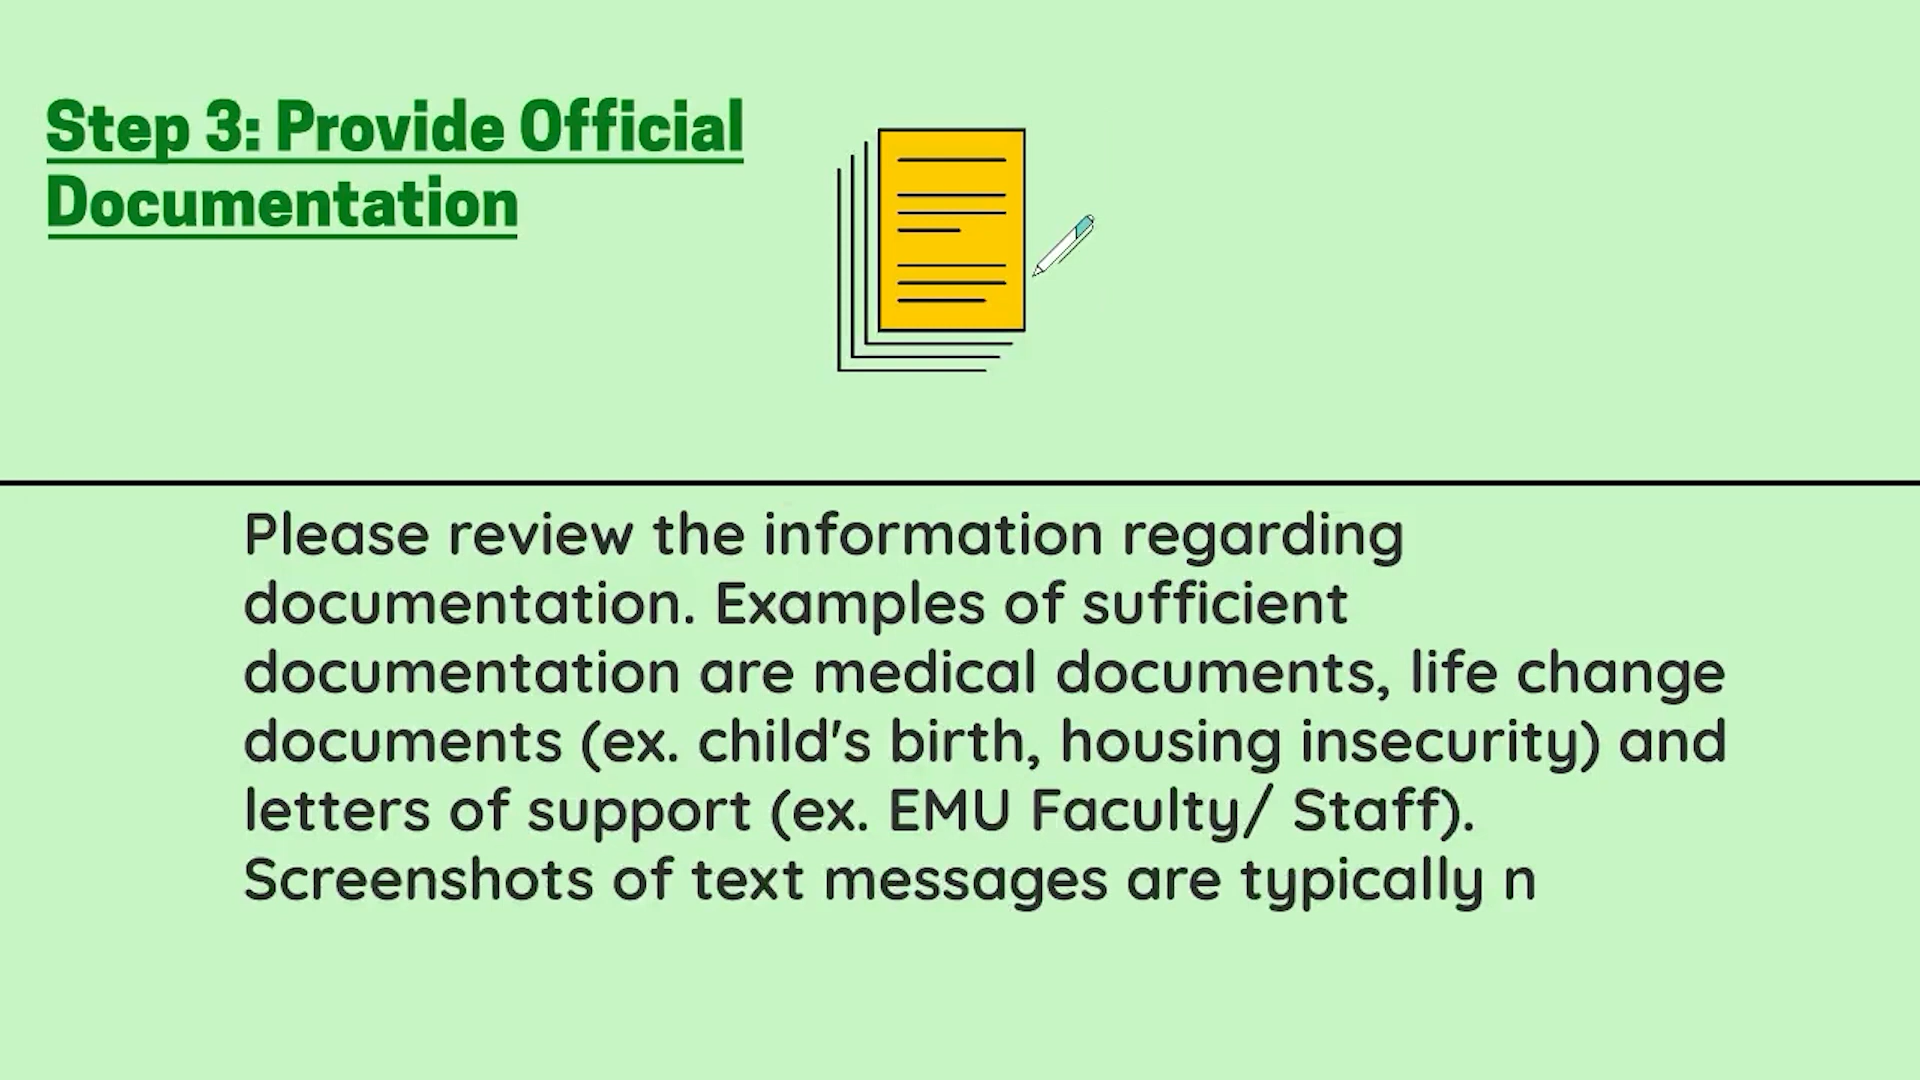 Step 3: Provide Official
Documentation
Please review the information regarding
documentation. Examples of sufficient
documentation are medical documents, life change
documents (ex. child's birth, housing insecurity) and
letters of support (ex. EMU Faculty/ Staff).
Screenshots of text messages are typically n